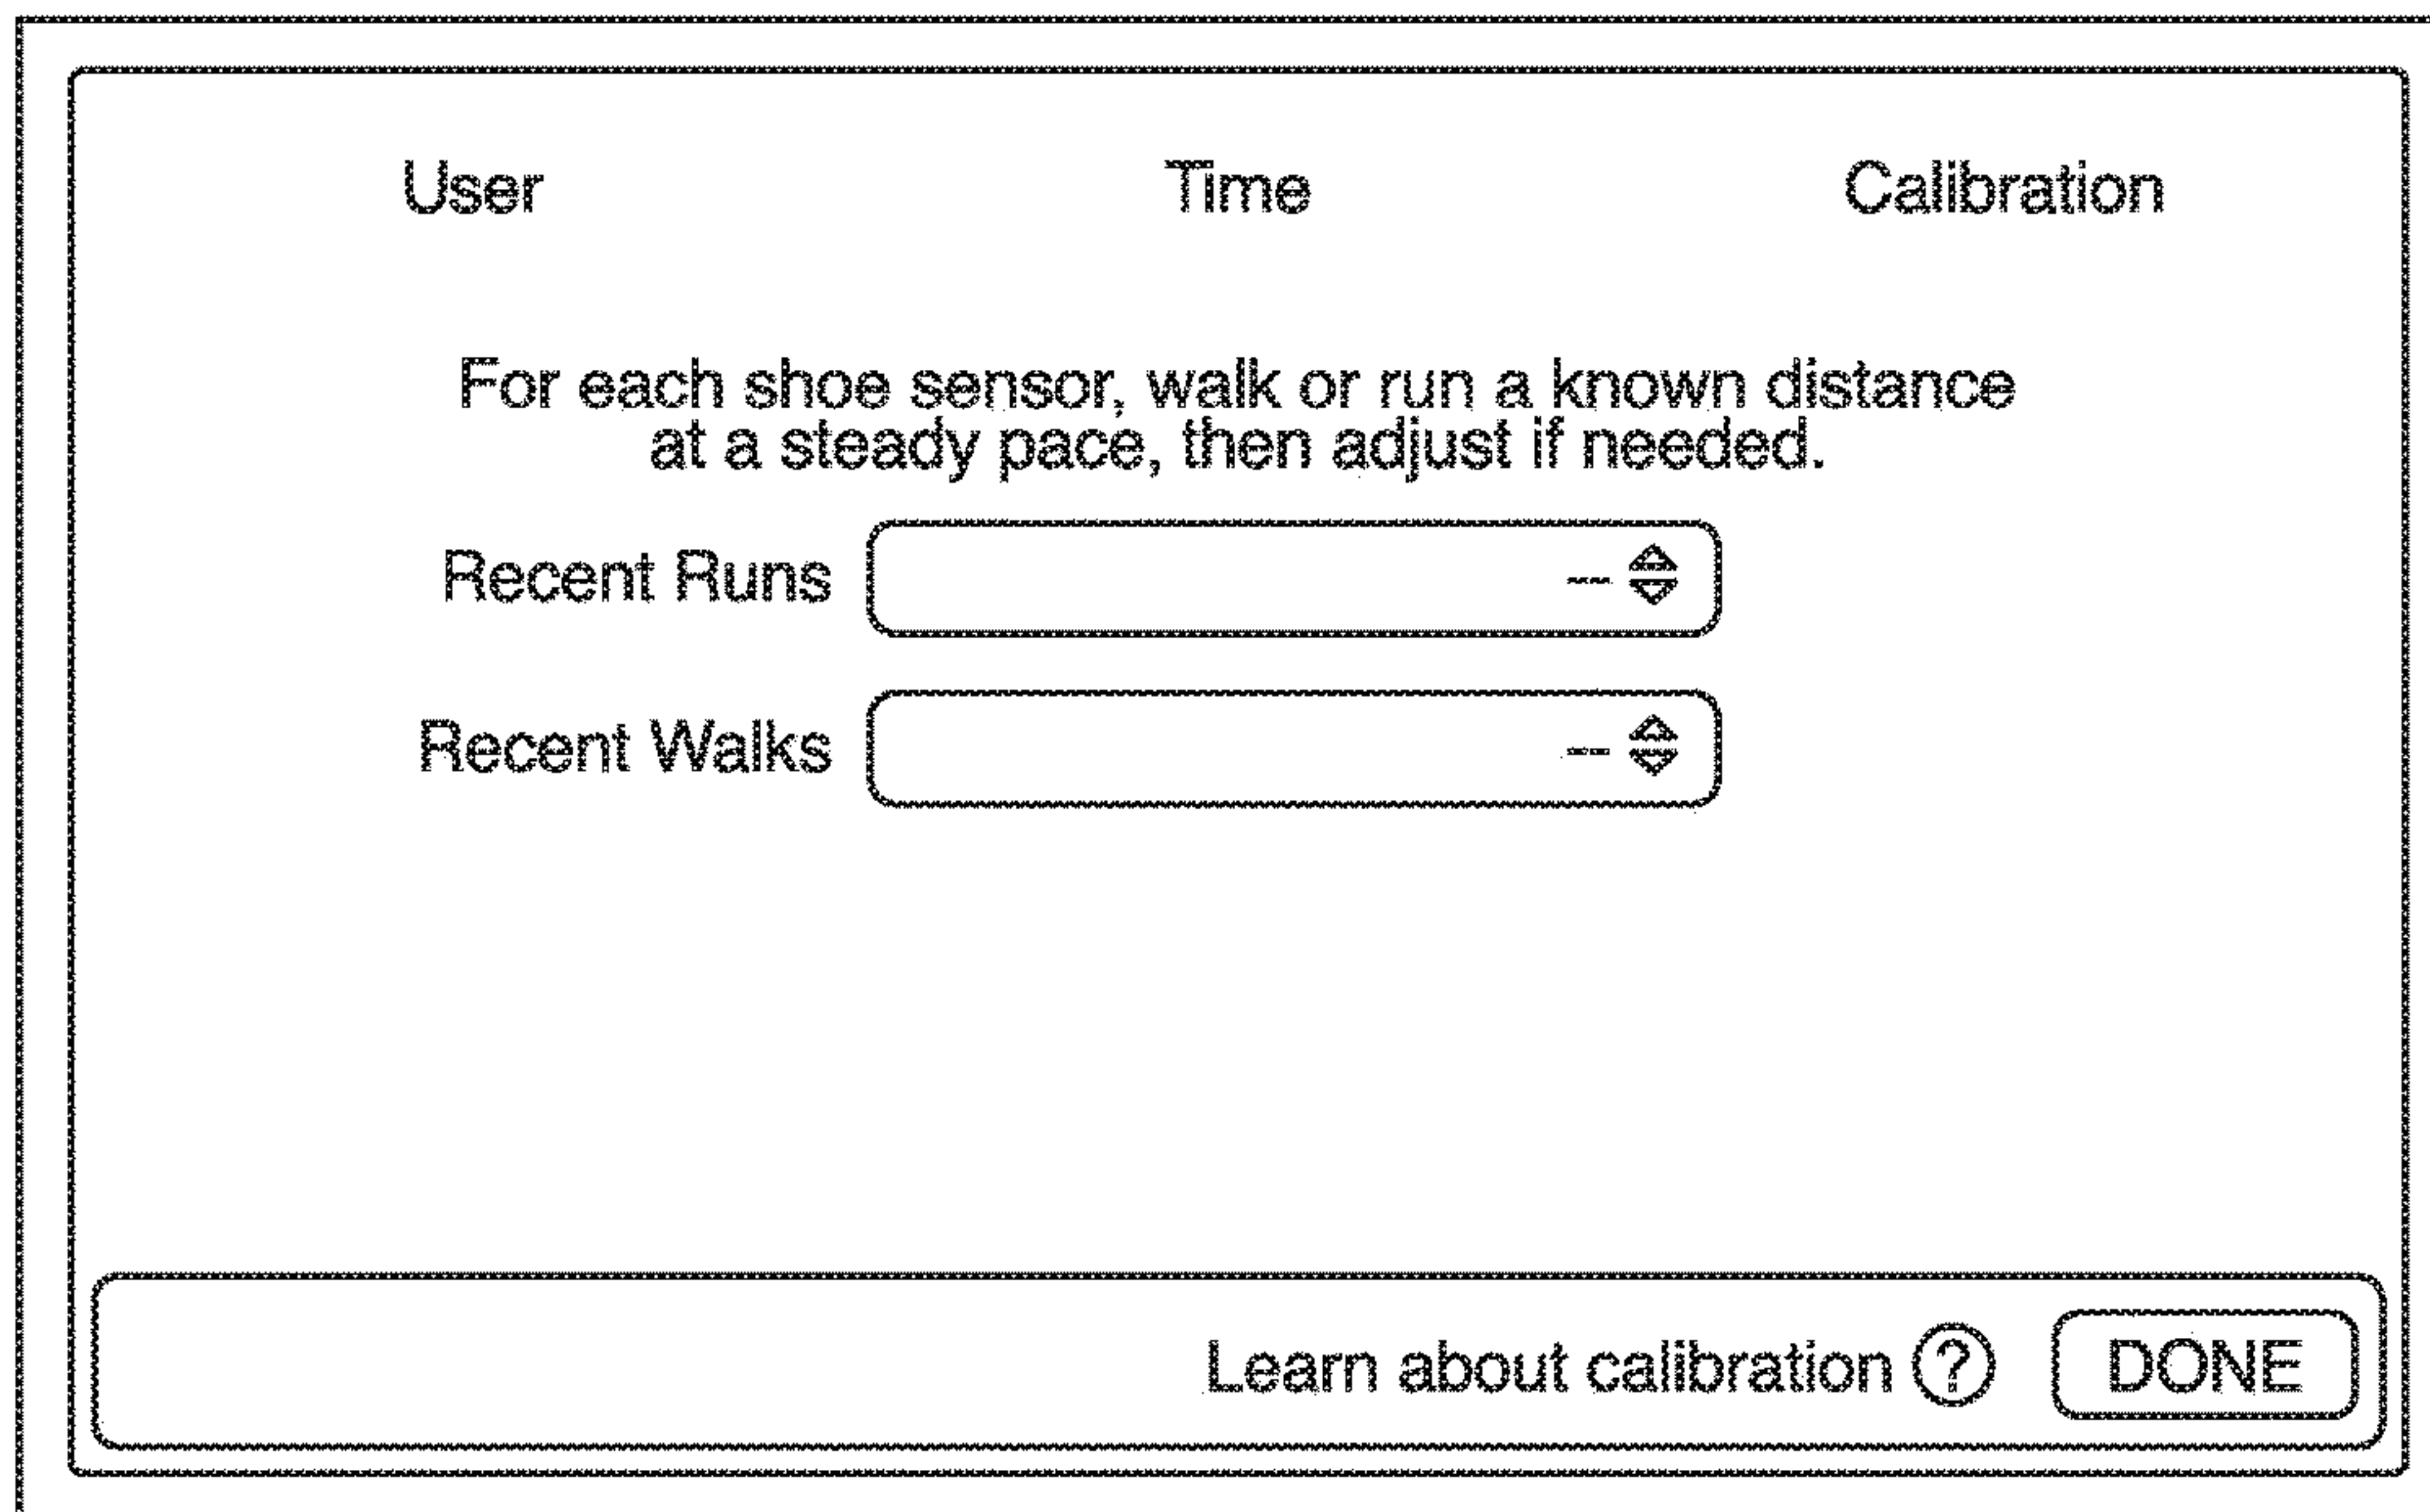 User Time Calibration
For each shoe sensor, walk or run a known distance
at a steady pace, then adjust if needed.
Recent Runs --
Recent Walks --
Learn about calibration ? DONE